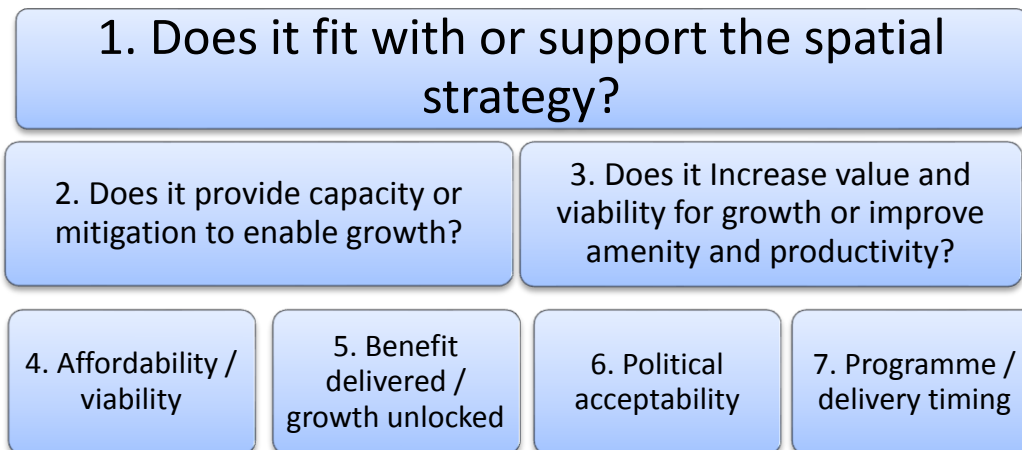 1. Does it fit with or support the spatial
strategy?
2. Does it provide capacity or
mitigation to enable growth?
3. Does it Increase value and
viability for growth or improve
amenity and productivity?
4. Affordability /
viability
5. Benefit
delivered /
growth unlocked
6. Political
acceptability
7. Programme /
delivery timing